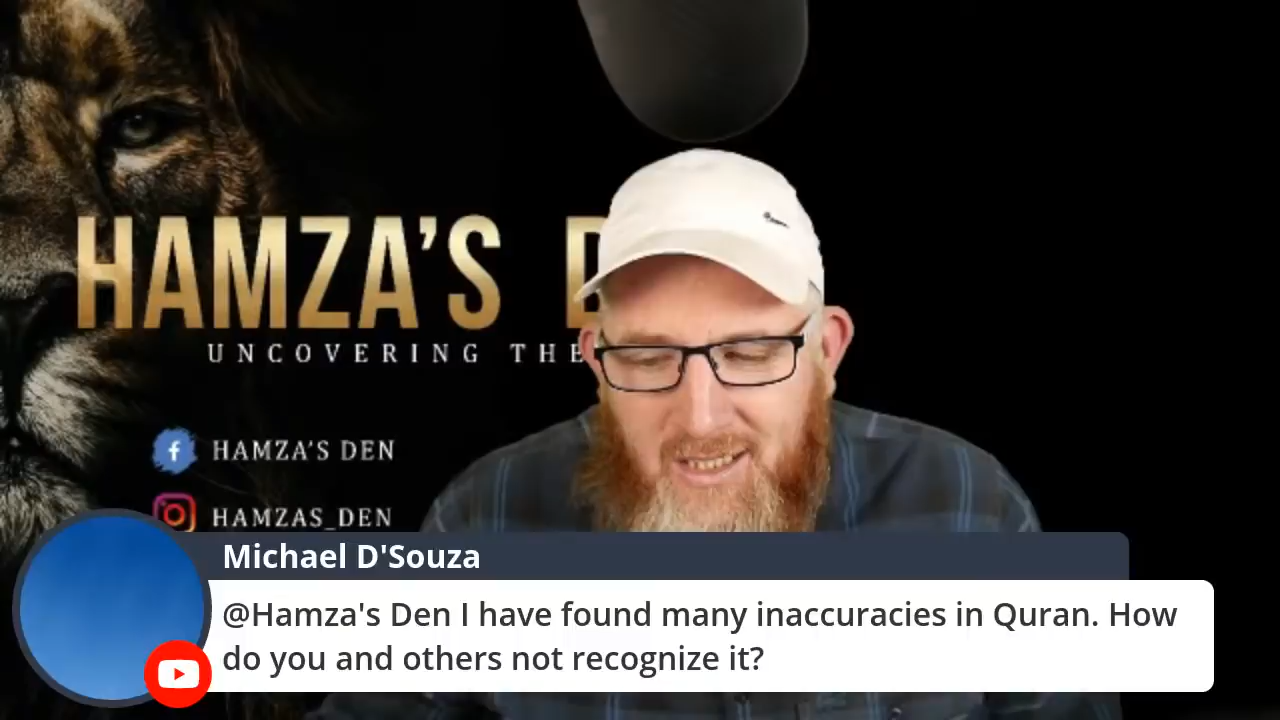 HAMZA'S D
UNCOVERING THE
HAMZA'S DEN
HAMZAS_DEN
Michael D'Souza
@Hamza's Den I have found many inaccuracies in Quran. How
do you and others not recognize it?